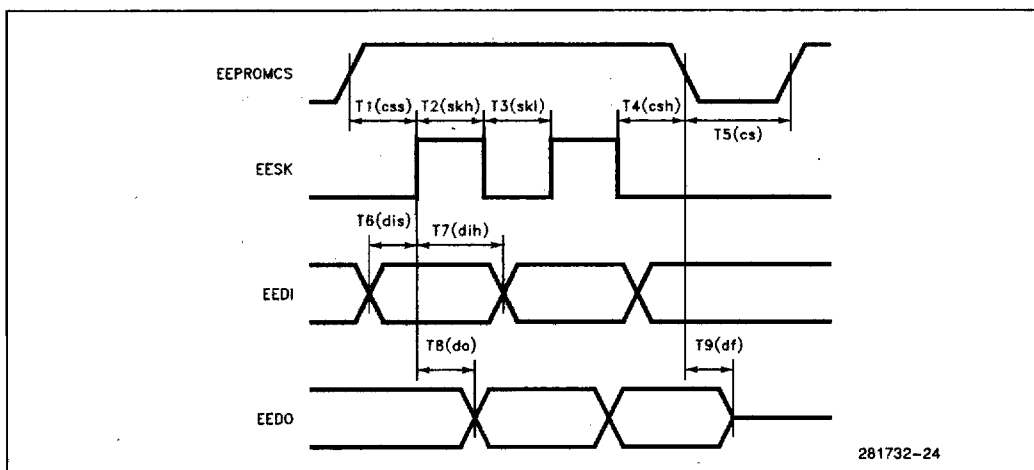 EEPROMCS
T1(css) T2(skh) T3(skl) T4(csh)
T5(cs)
EESK
T6(dis) T7(dih)
EEDI
T8(do) T9(df)
EEDO
281732-24